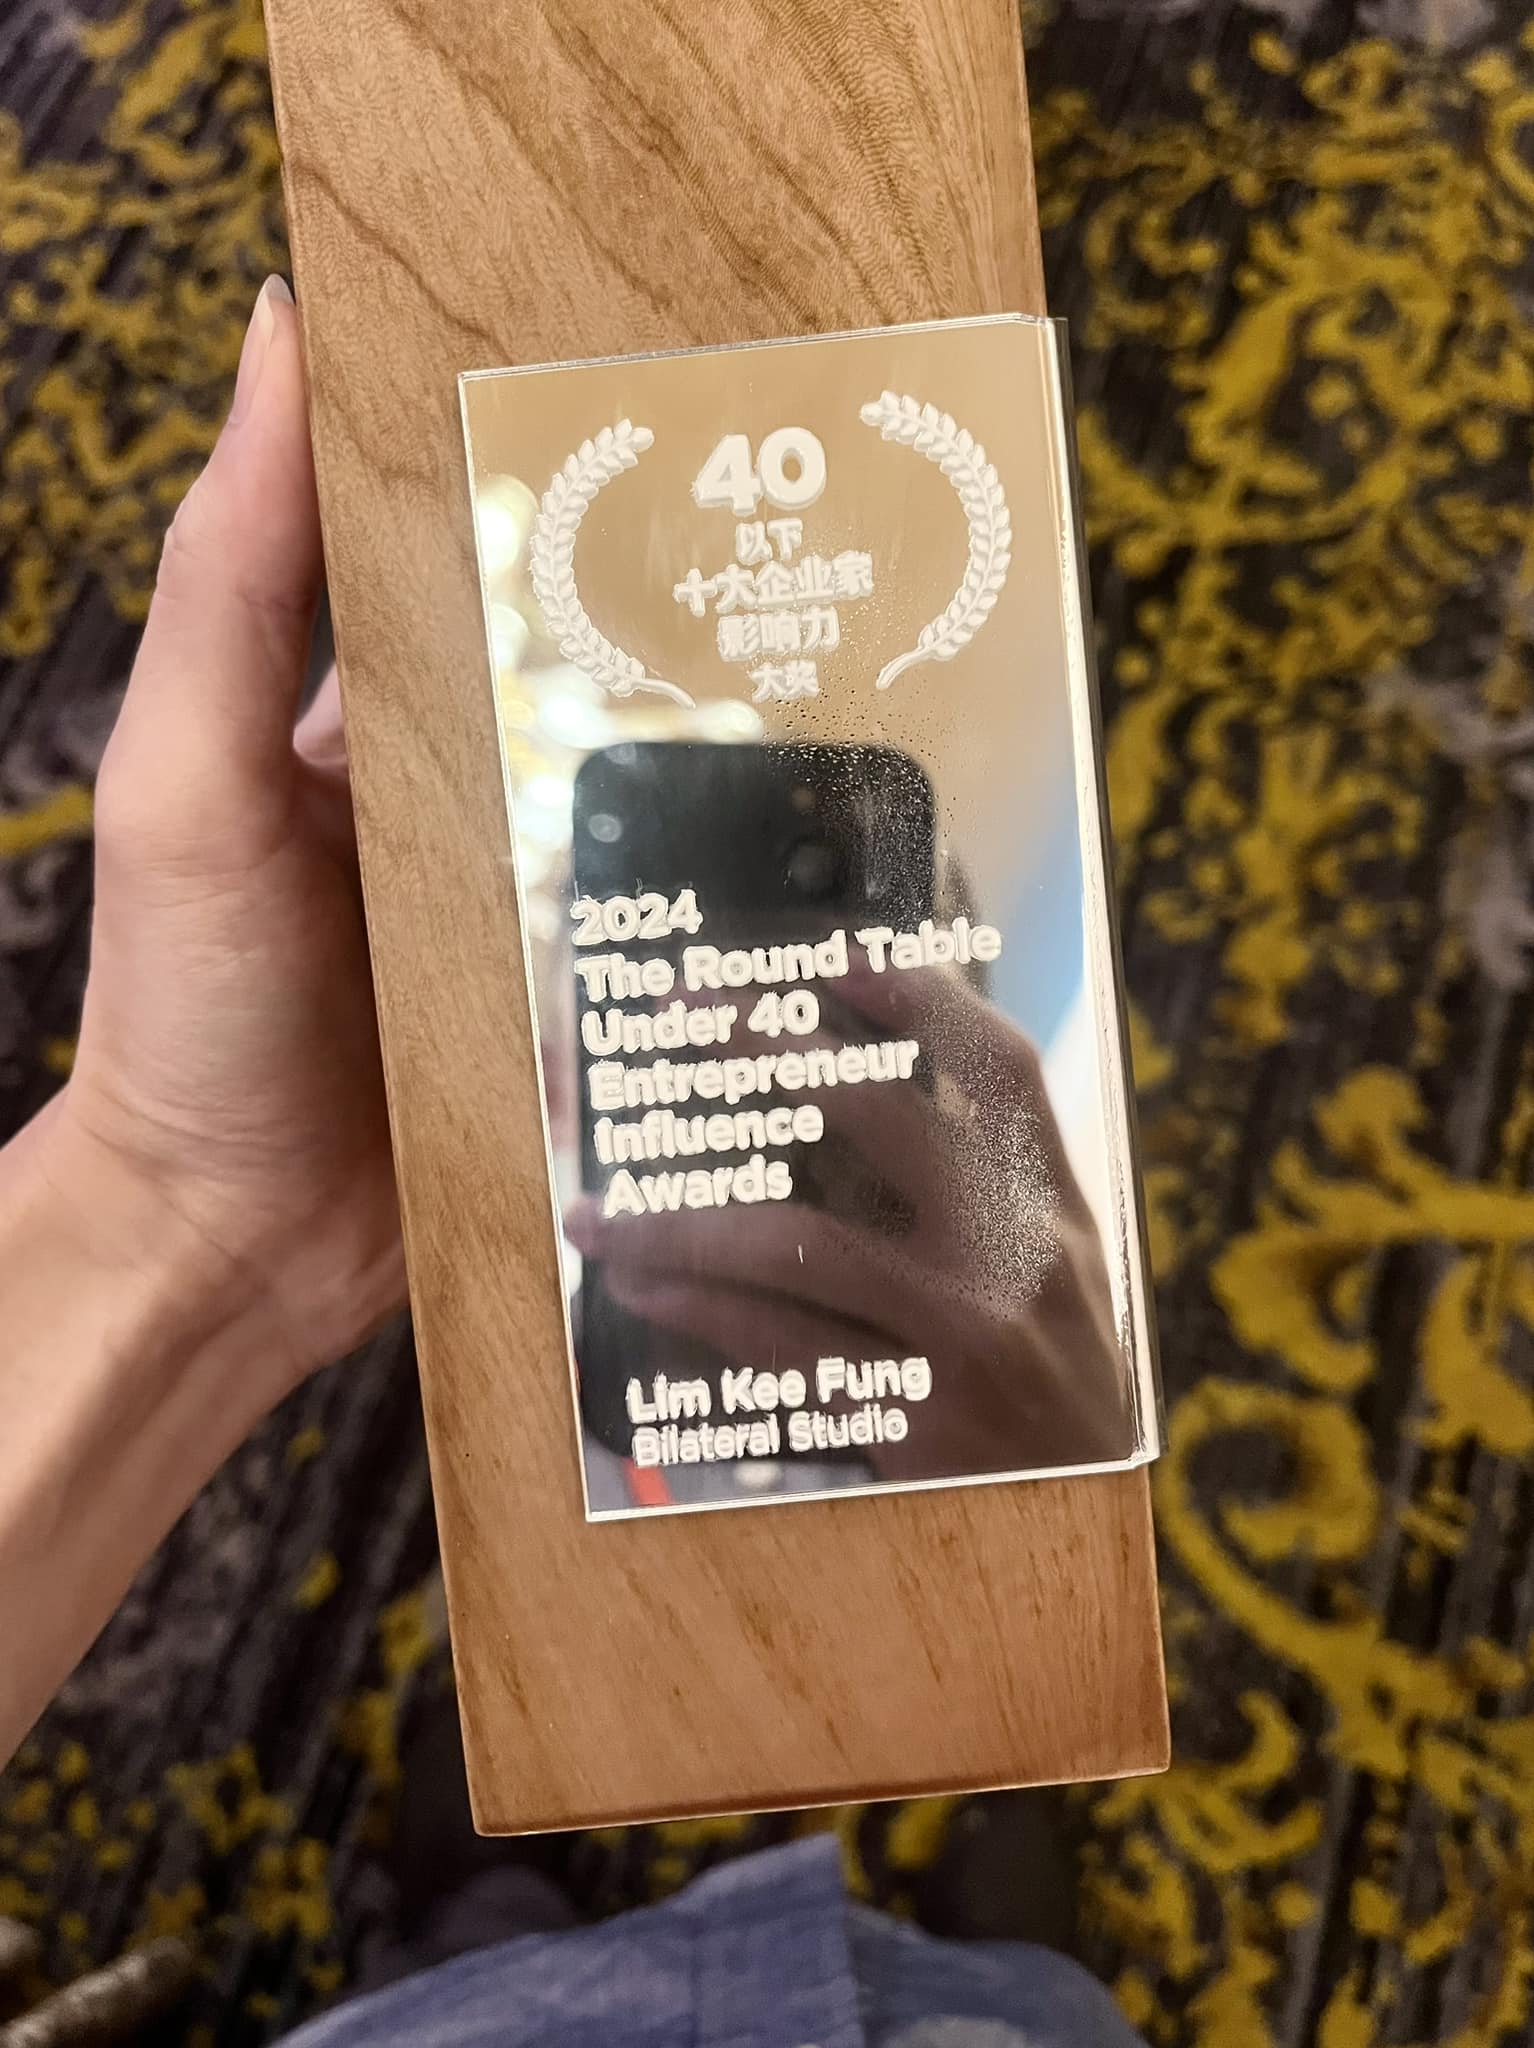 40
以下
十大企业家
影响力
大奖
2024
The Round Table
Under 40
Entrepreneur
Influence
Awards
Lim Kee Fung
Bilateral Studio